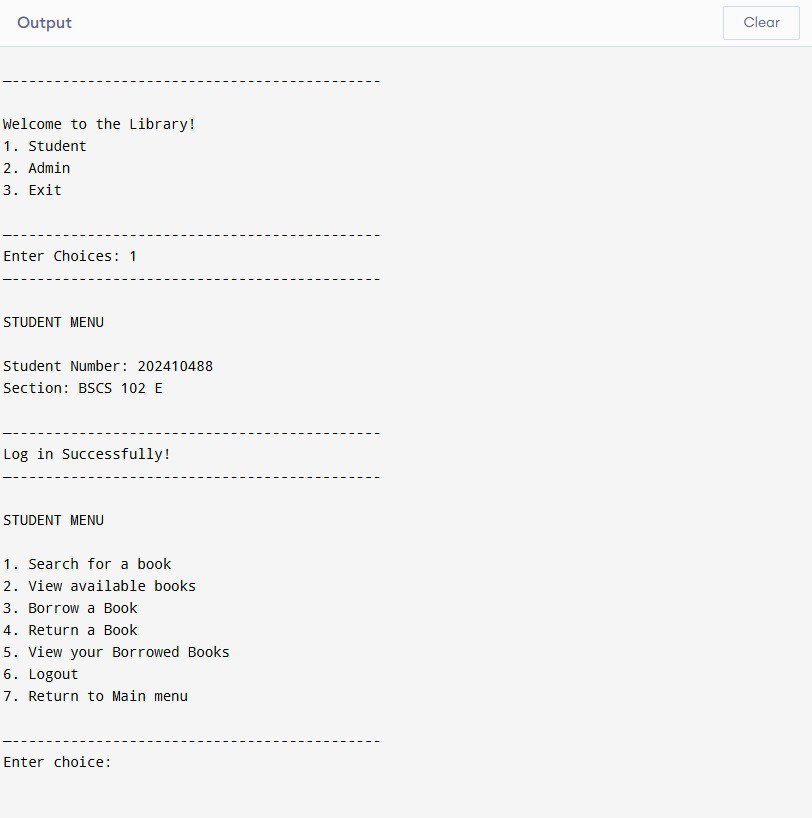 Output
Clear
—--------------------------------------------
Welcome to the Library!
1. Student
2. Admin
3. Exit
—--------------------------------------------
Enter Choices: 1
—--------------------------------------------
STUDENT MENU
Student Number: 202410488
Section: BSCS 102 E
—--------------------------------------------
Log in Successfully!
—--------------------------------------------
STUDENT MENU
1. Search for a book
2. View available books
3. Borrow a Book
4. Return a Book
5. View your Borrowed Books
6. Logout
7. Return to Main menu
—--------------------------------------------
Enter choice: